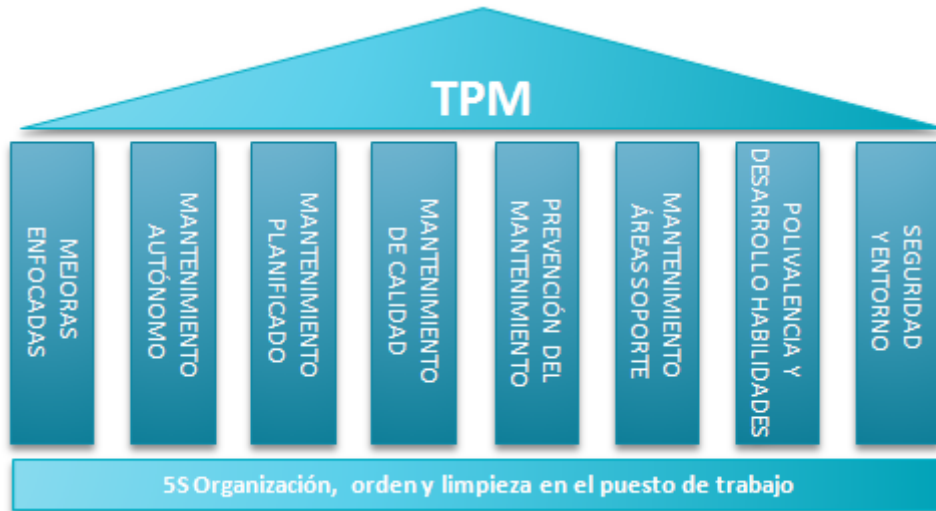 TPM
MEJORAS
ENFOCADAS
MANTENIMIENTO
AUTÓNOMO
MANTENIMIENTO
PLANIFICADO
MANTENIMIENTO
DE CALIDAD
PREVENCIÓN DEL
MANTENIMIENTO
MANTENIMIENTO
ÁREAS SOPORTE
POLIVALENCIA Y
DESARROLLO HABILIDADES
SEGURIDAD
Y ENTORNO
5S Organización, orden y limpieza en el puesto de trabajo